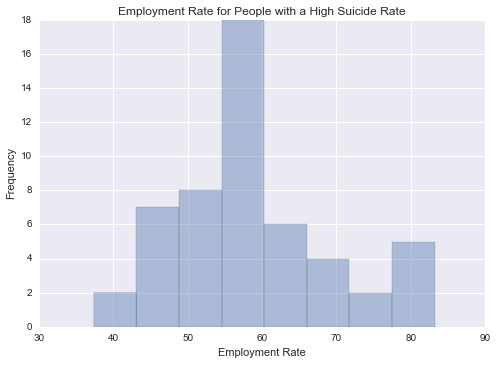 Employment Rate for People with a High Suicide Rate
18
16
14
12
10
8
6
4
2
0
Frequency
30 40 50 60 70 80 90
Employment Rate